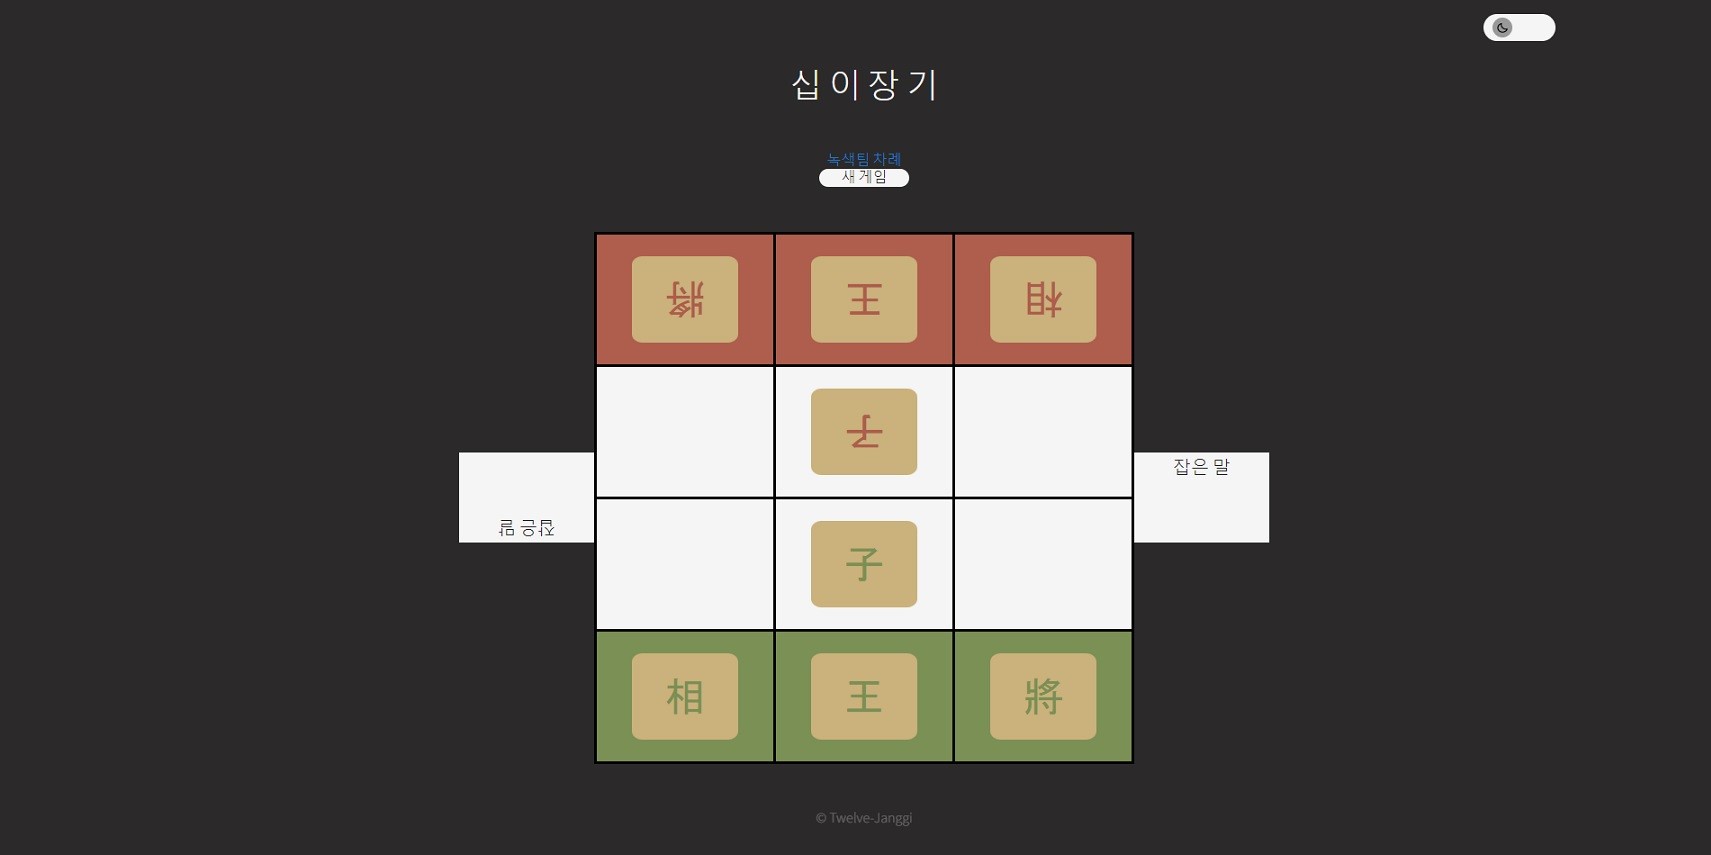 십이장기
녹색팀 차례
새 게임
將 王 相
子
잡은 말
잡은 말
子
相 王 將
© Twelve-Janggi